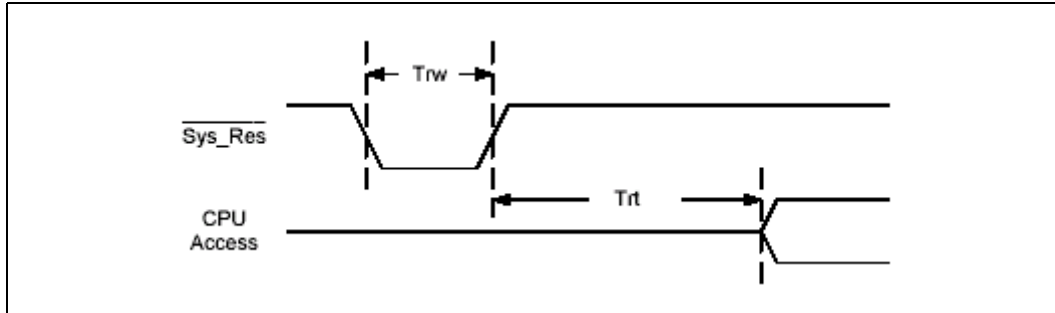 Trw
Sys_Res
Trt
CPU
Access